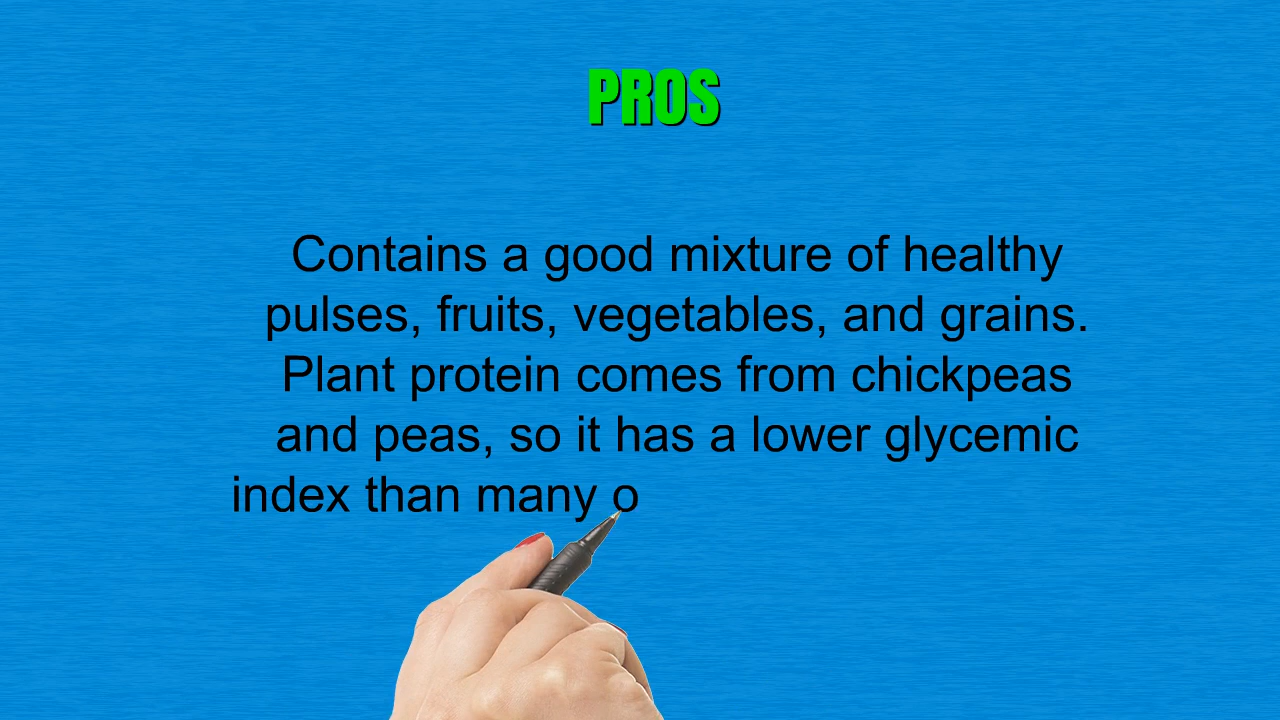 PROS
Contains a good mixture of healthy
pulses, fruits, vegetables, and grains.
Plant protein comes from chickpeas
and peas, so it has a lower glycemic
index than many o